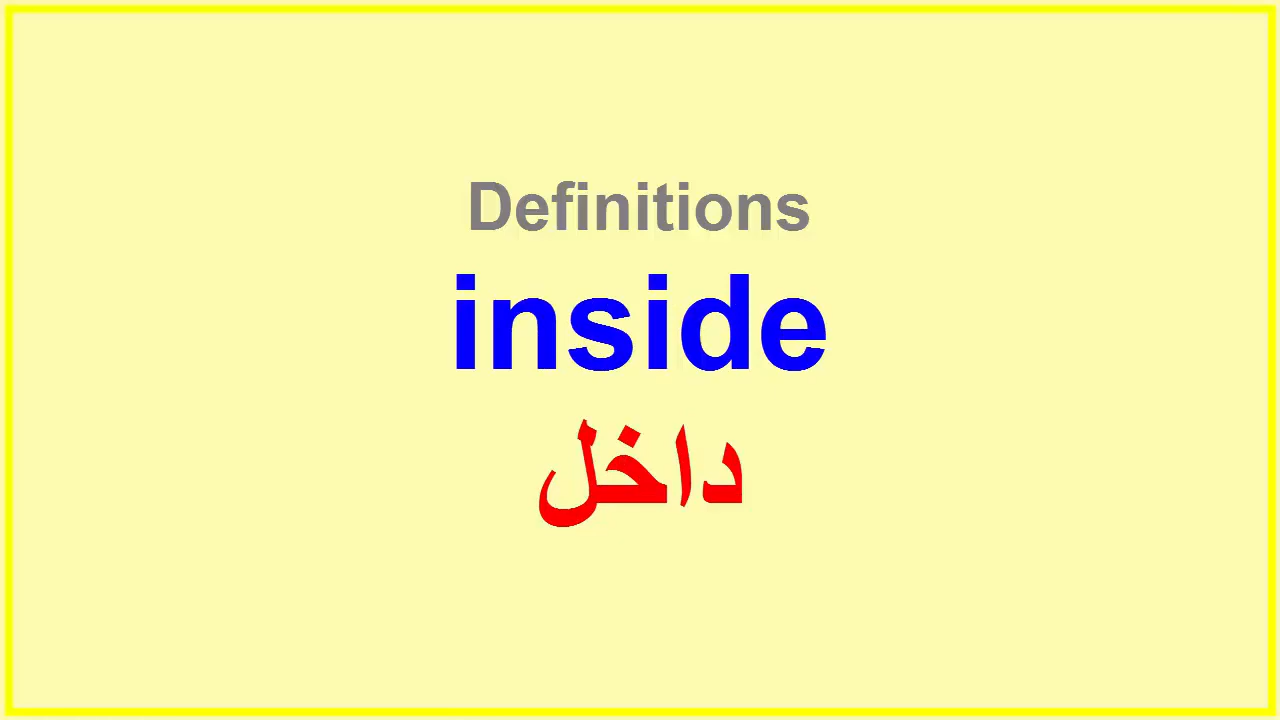 Definitions
inside
داخل